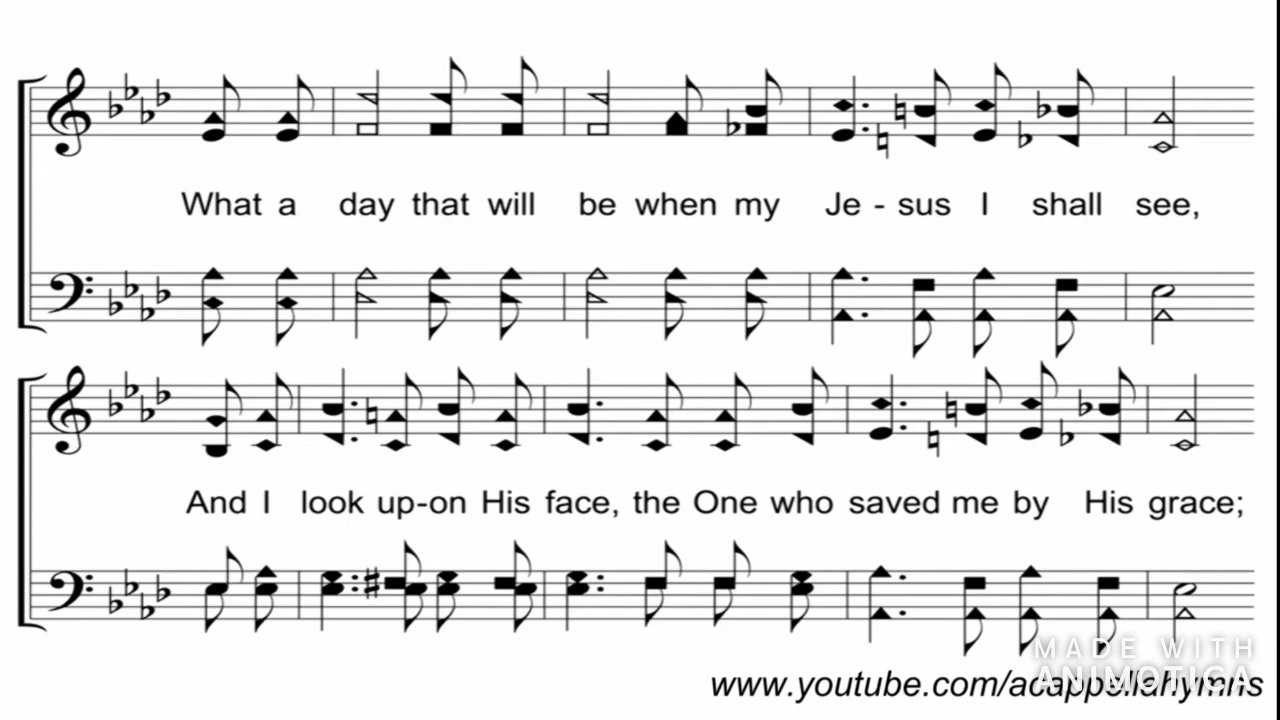 What a day that will be when my Je - sus I shall see,
And I look up-on His face, the One who saved me by His grace;
MADE WITH
ANIMOTICA
www.youtube.com/acappellahymns